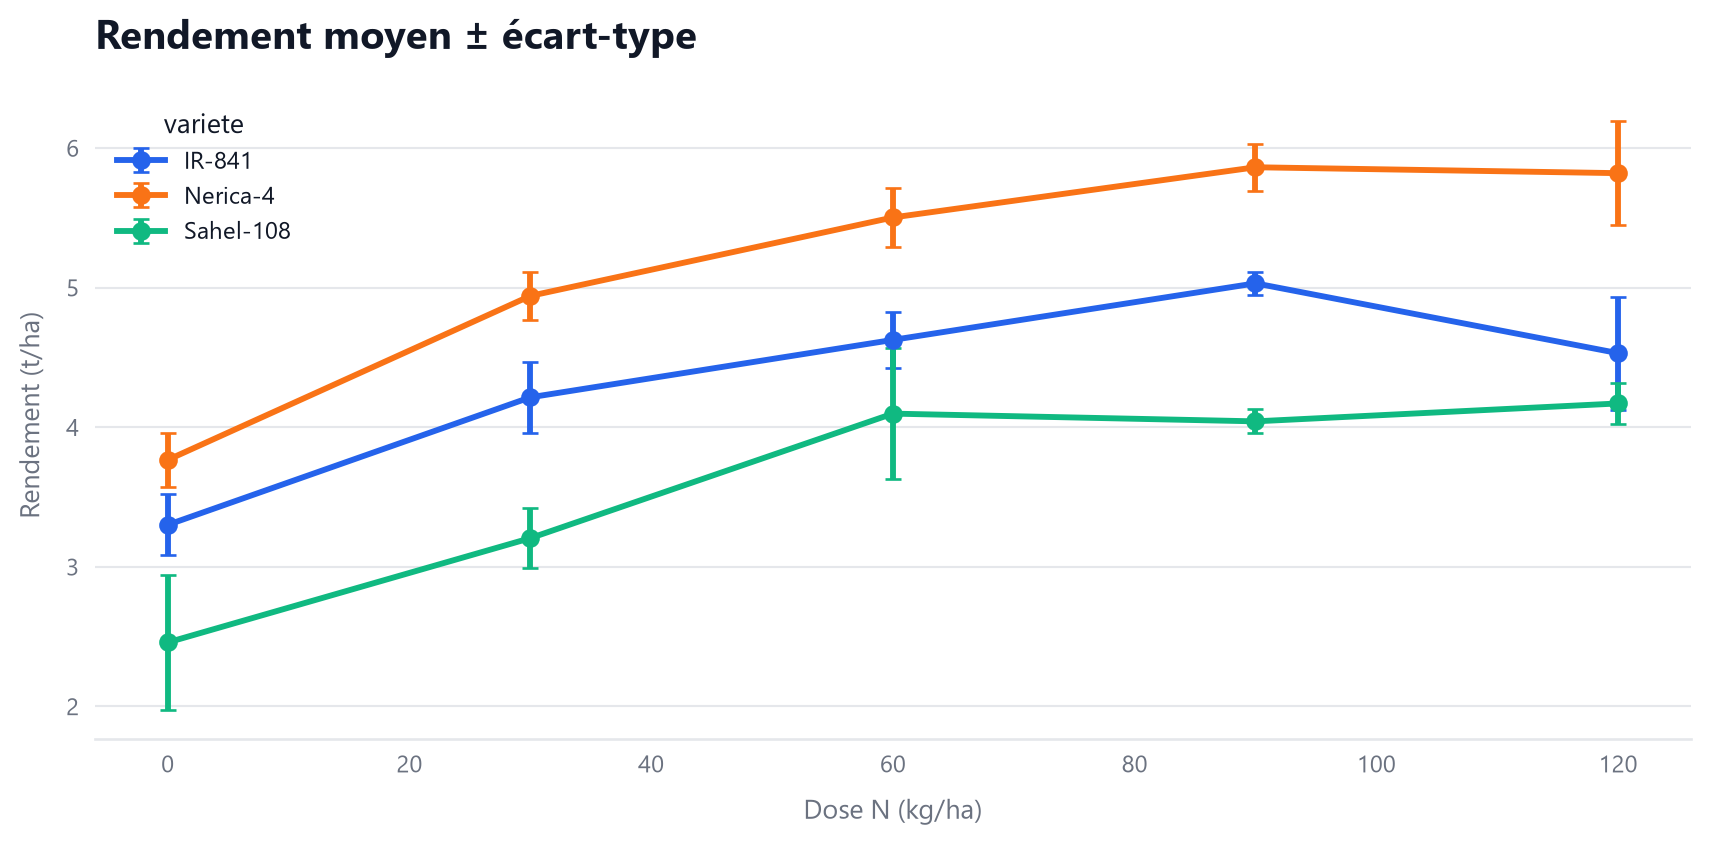 Rendement moyen ± écart-type
variete
IR-841
Nerica-4
Sahel-108
Rendement (t/ha)
6
5
4
3
2
0 20 40 60 80 100 120
Dose N (kg/ha)